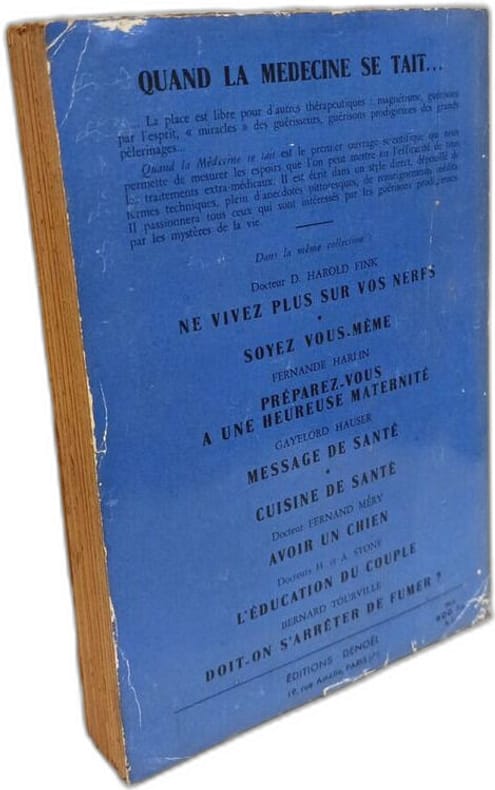 QUAND LA MEDECINE SE TAIT...
La place est libre pour d'autres thérapeutiques : magnétisme, guérisons
par l'esprit, « miracles » des guérisseurs, guérisons prodigieuses des grands
pèlerinages...
Quand la Médecine se tait est le premier ouvrage scientifique qui nous
permette de mesurer les espoirs que l'on peut mettre en l'efficacité de tous
les traitements extra-médicaux. Il est écrit dans un style direct, dépouillé de
termes techniques, plein d'anecdotes pittoresques, de renseignements inédits
Il passionnera tous ceux qui sont intéressés par les guérisons prodigieuses
par les mystères de la vie.
Dans la même collection :
Docteur D. HAROLD FINK
NE VIVEZ PLUS SUR VOS NERFS
*
SOYEZ VOUS-MÊME
FERNANDE HARLIN
PRÉPAREZ-VOUS
A UNE HEUREUSE MATERNITÉ
GAYELORD HAUSER
MESSAGE DE SANTÉ
*
CUISINE DE SANTÉ
Docteur FERNAND MÉRY
AVOIR UN CHIEN
Docteurs H. et A. STONE
L'ÉDUCATION DU COUPLE
BERNARD TOURVILLE
DOIT-ON S'ARRÊTER DE FUMER ?
ÉDITIONS DENOËL
19, rue Amélie, PARIS